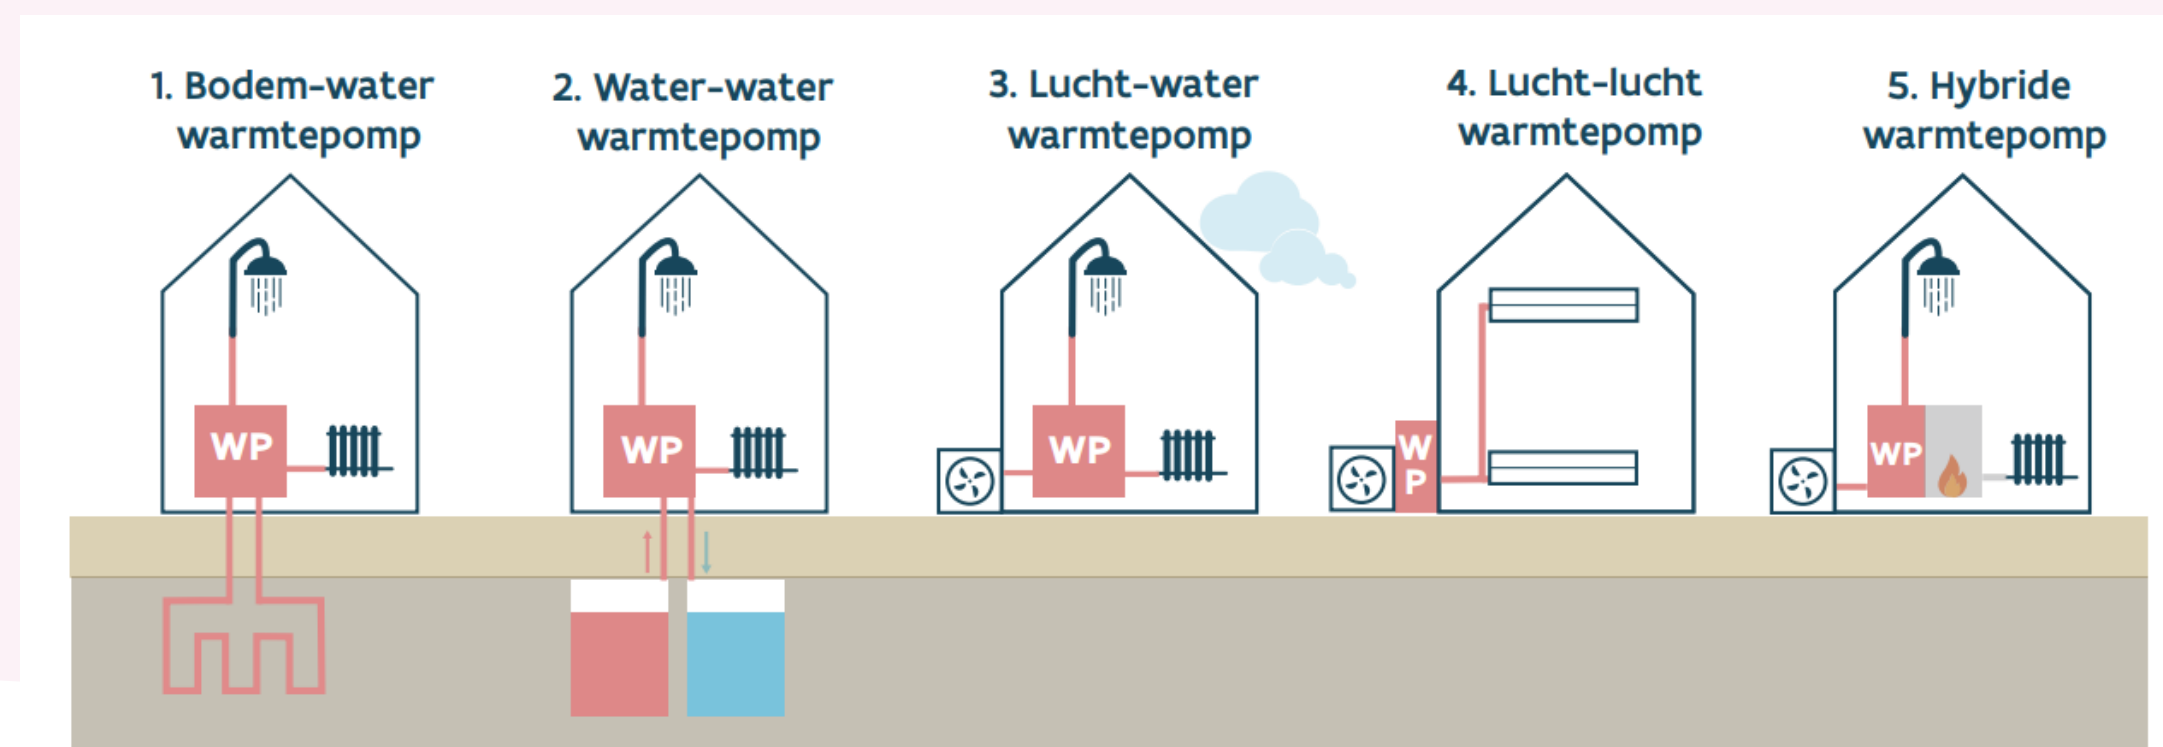 1. Bodem-water
warmtepomp
2. Water-water
warmtepomp
3. Lucht-water
warmtepomp
4. Lucht-lucht
warmtepomp
5. Hybride
warmtepomp
WP
WP
WP
W
P
WP